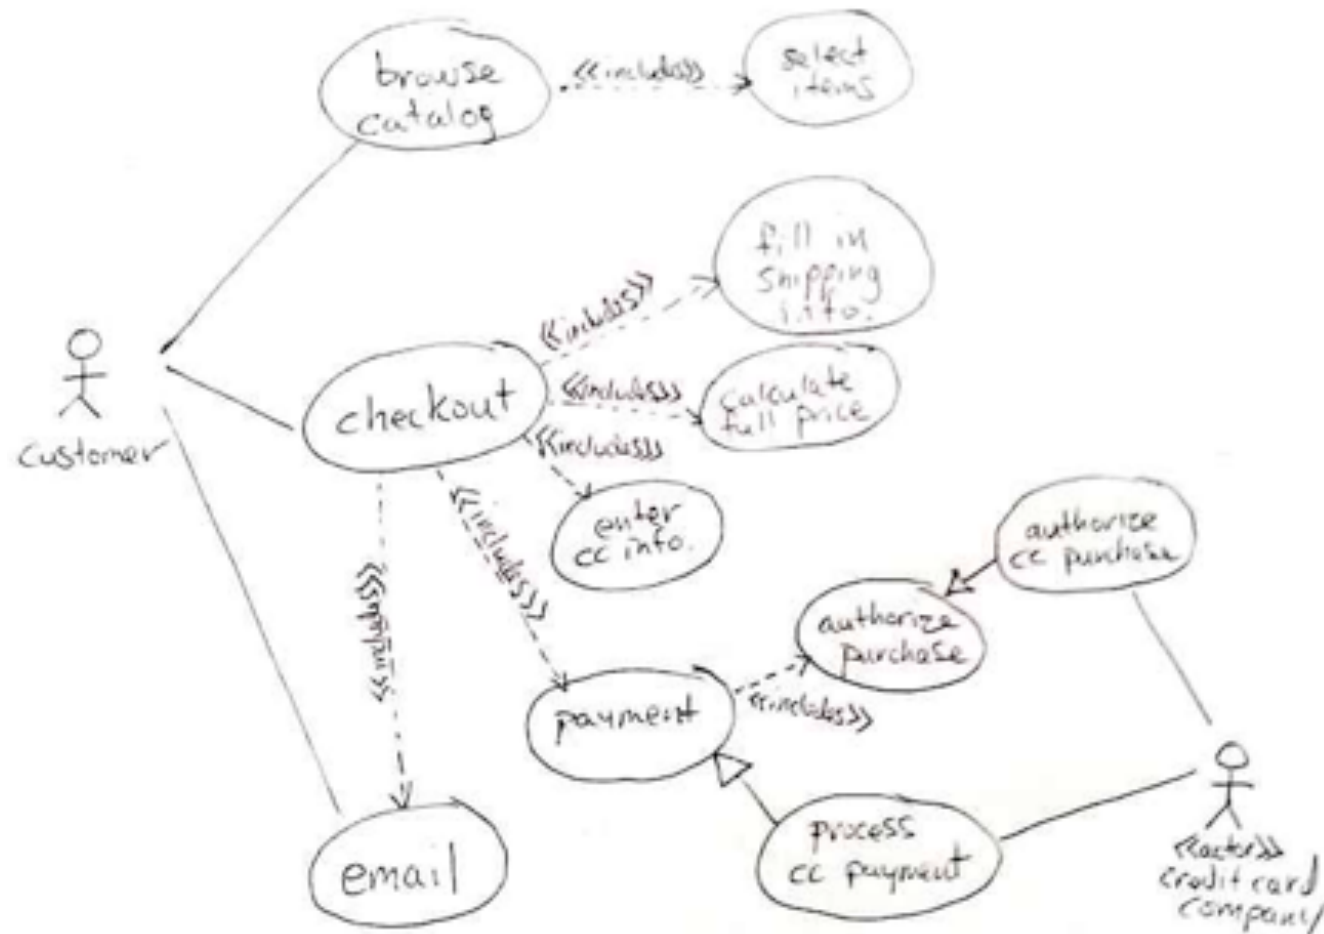 browse
catalog
<<includes>>
select
items
fill in
shipping
info.
<<includes>>
checkout
<<includes>>
calculate
full price
<<includes>>
customer
enter
cc info.
<<includes>>
authorize
cc purchase
authorize
purchase
<<includes>>
payment
email
process
cc payment
<<actor>>
credit card
company